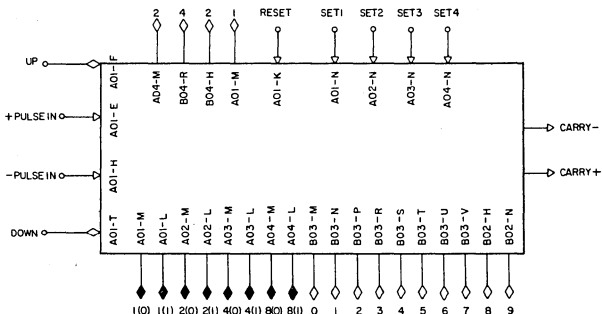 2 4 2 1 RESET SET1 SET2 SET3 SET4
UP
A01-F AD4-M B04-R B04-H A01-M A01-K A01-N A02-N A03-N A04-N
+PULSE IN A01-E
CARRY-
-PULSE IN A01-H
CARRY+
DOWN
A01-T A01-M A01-L A02-M A02-L A03-M A03-L A04-M A04-L B03-M B03-N B03-P B03-R B03-S B03-T B03-U B03-V B02-H B02-N
1(0) 1(1) 2(0) 2(1) 4(0) 4(1) 8(0) 8(1) 0 1 2 3 4 5 6 7 8 9